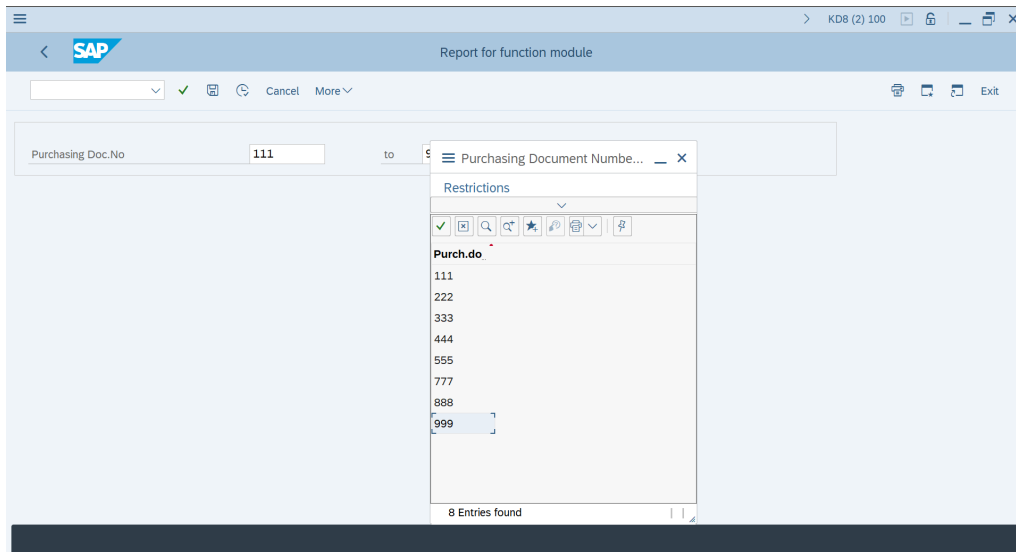 KD8 (2) 100
SAP
Report for function module
Cancel More
Exit
Purchasing Doc.No 111 to 9
Purchasing Document Numbe...
Restrictions
Purch.do
111
222
333
444
555
777
888
999
8 Entries found